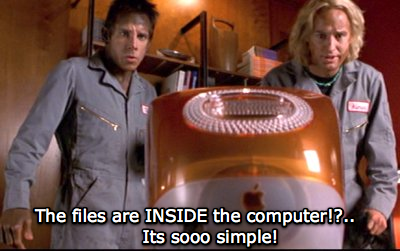 The files are INSIDE the computer!?..
Its sooo simple!